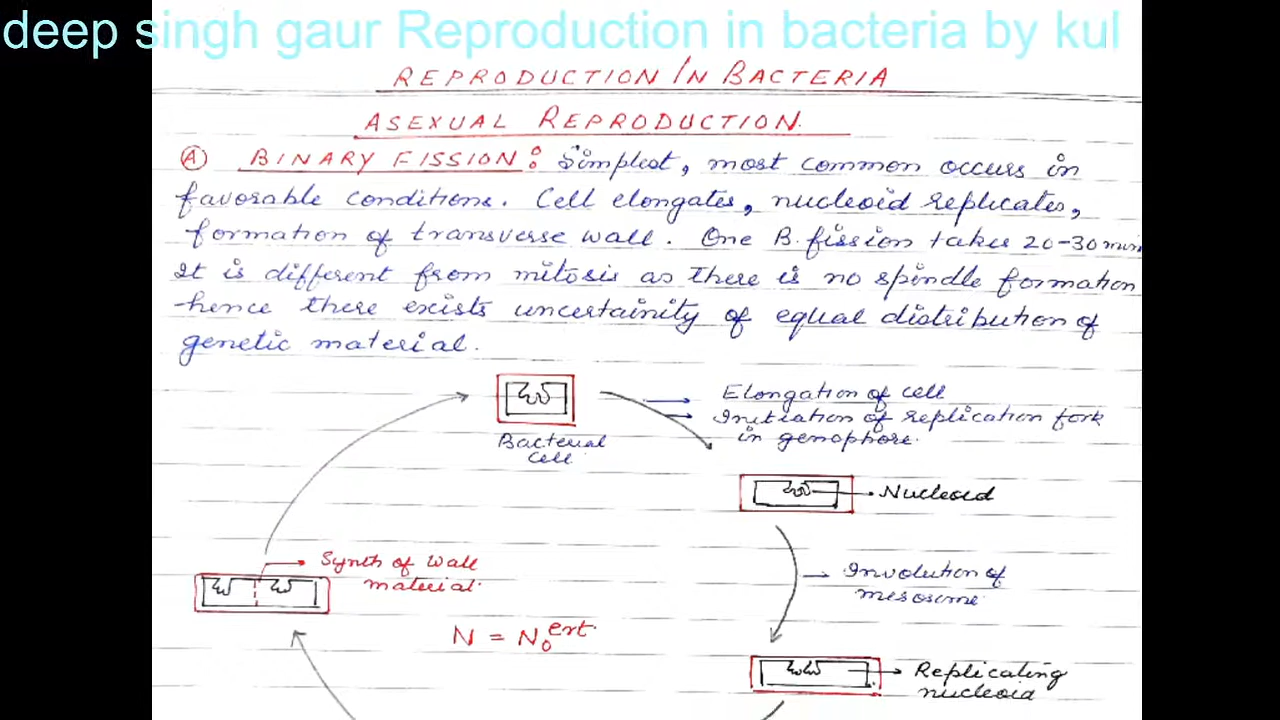 deep singh gaur Reproduction in bacteria by kul
REPRODUCTION IN BACTERIA
ASEXUAL REPRODUCTION.
(A) BINARY FISSION: Simplest, most common occurs in
favorable conditions. Cell elongates, nucleoid replicates,
formation of transverse wall. One B. fission takes 20-30 min
It is different from mitosis as there is no spindle formation
hence there exists uncertainity of equal distribution of
genetic material.
Elongation of cell
Initiation of replication fork
in genophore.
Bacterial
Cell
Nucleoid
Synth of wall
material.
Involution of
mesosome
N = N₀ert.
Replicating
nucleoid